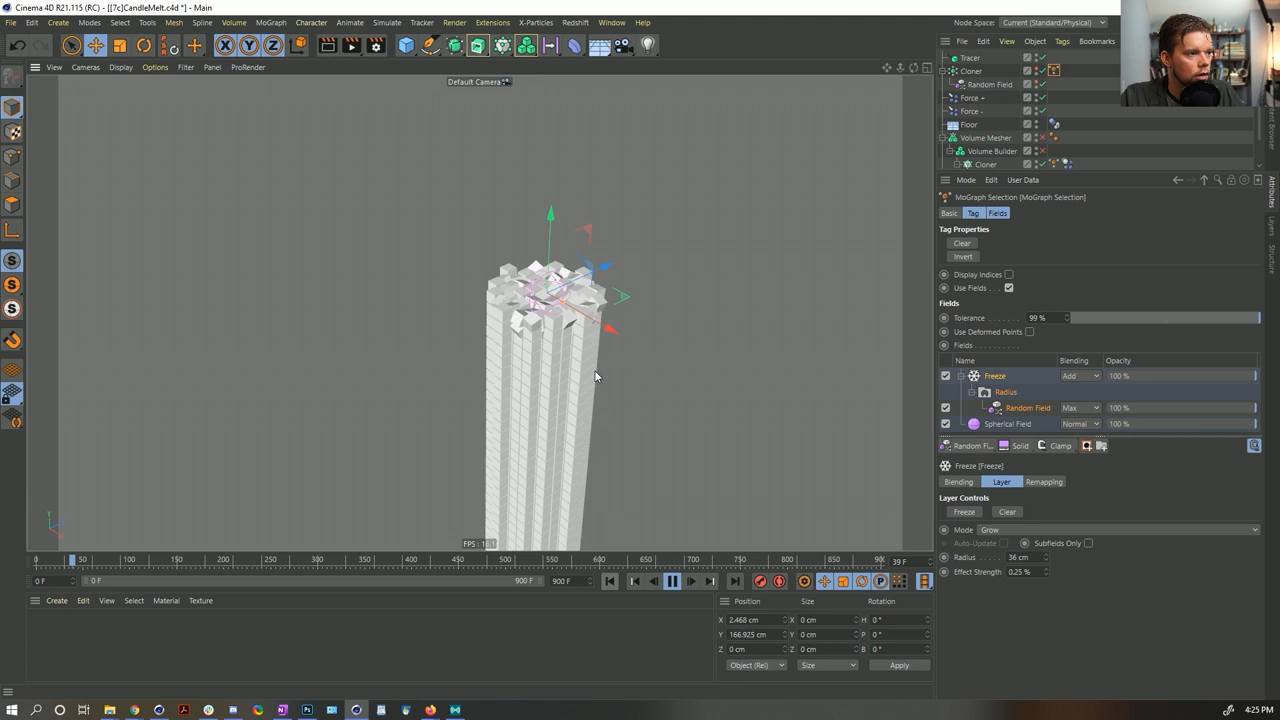 Cinema 4D R21.115 (RC) - [[7c]CandleMelt.c4d *] - Main
File Edit Create Modes Select Tools Mesh Spline Volume MoGraph Character Animate Simulate Tracker Render Extensions X-Particles Redshift Window Help
Node Space: Current (Standard/Physical)
View Cameras Display Options Filter Panel ProRender
File Edit View Object Tags Bookmarks
Default Camera
Tracer
Cloner
Random Field
Force +
Force -
Floor
Volume Mesher
Volume Builder
Cloner
Mode Edit User Data
MoGraph Selection [MoGraph Selection]
Basic Tag Fields
Tag Properties
Clear
Invert
Display Indices
Use Fields . . .
Fields
Tolerance . . . . . . . 99 %
Use Deformed Points
Fields . . . . . . . . . .
Name Blending Opacity
Freeze Add 100 %
Radius
Random Field Max 100 %
Spherical Field Normal 100 %
Random Fi... Solid Clamp
Freeze [Freeze]
Blending Layer Remapping
Layer Controls
Freeze Clear
Mode Grow
Auto-Update Subfields Only
Radius 36 cm
Effect Strength 0.25 %
Attributes
Layers
Structure
FPS : 16.1
0 50 100 150 200 250 300 350 400 450 500 550 600 650 700 750 800 850 90 39 F
0 F 0 F 900 F 900 F
Create Edit View Select Material Texture
Position Size Rotation
X 2.468 cm X 0 cm H 0 °
Y 166.925 cm Y 0 cm P 0 °
Z 0 cm Z 0 cm B 0 °
Object (Rel) Size Apply
4:25 PM